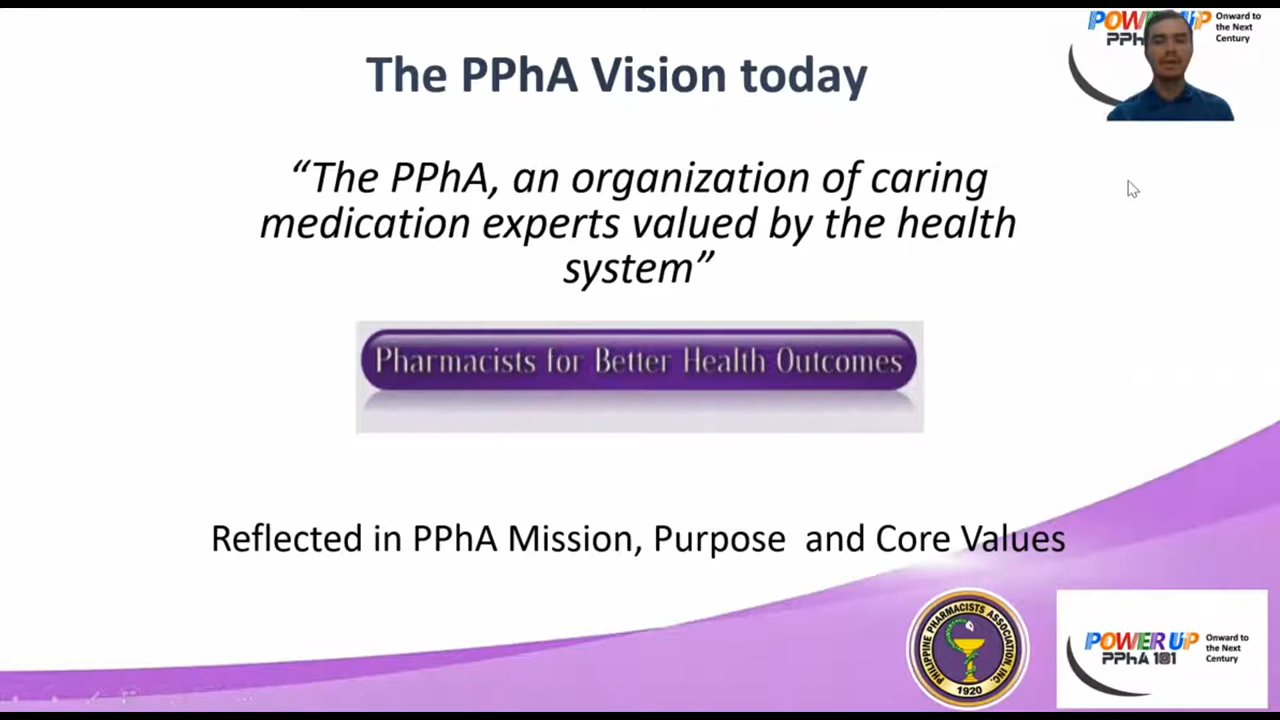 POWER UP
PPhA
Onward to
the Next
Century
The PPhA Vision today
“The PPhA, an organization of caring
medication experts valued by the health
system”
Pharmacists for Better Health Outcomes
Reflected in PPhA Mission, Purpose  and Core Values
PHILIPPINE PHARMACISTS ASSOCIATION, INC.
1920
POWER UP
PPhA 101
Onward to
the Next
Century